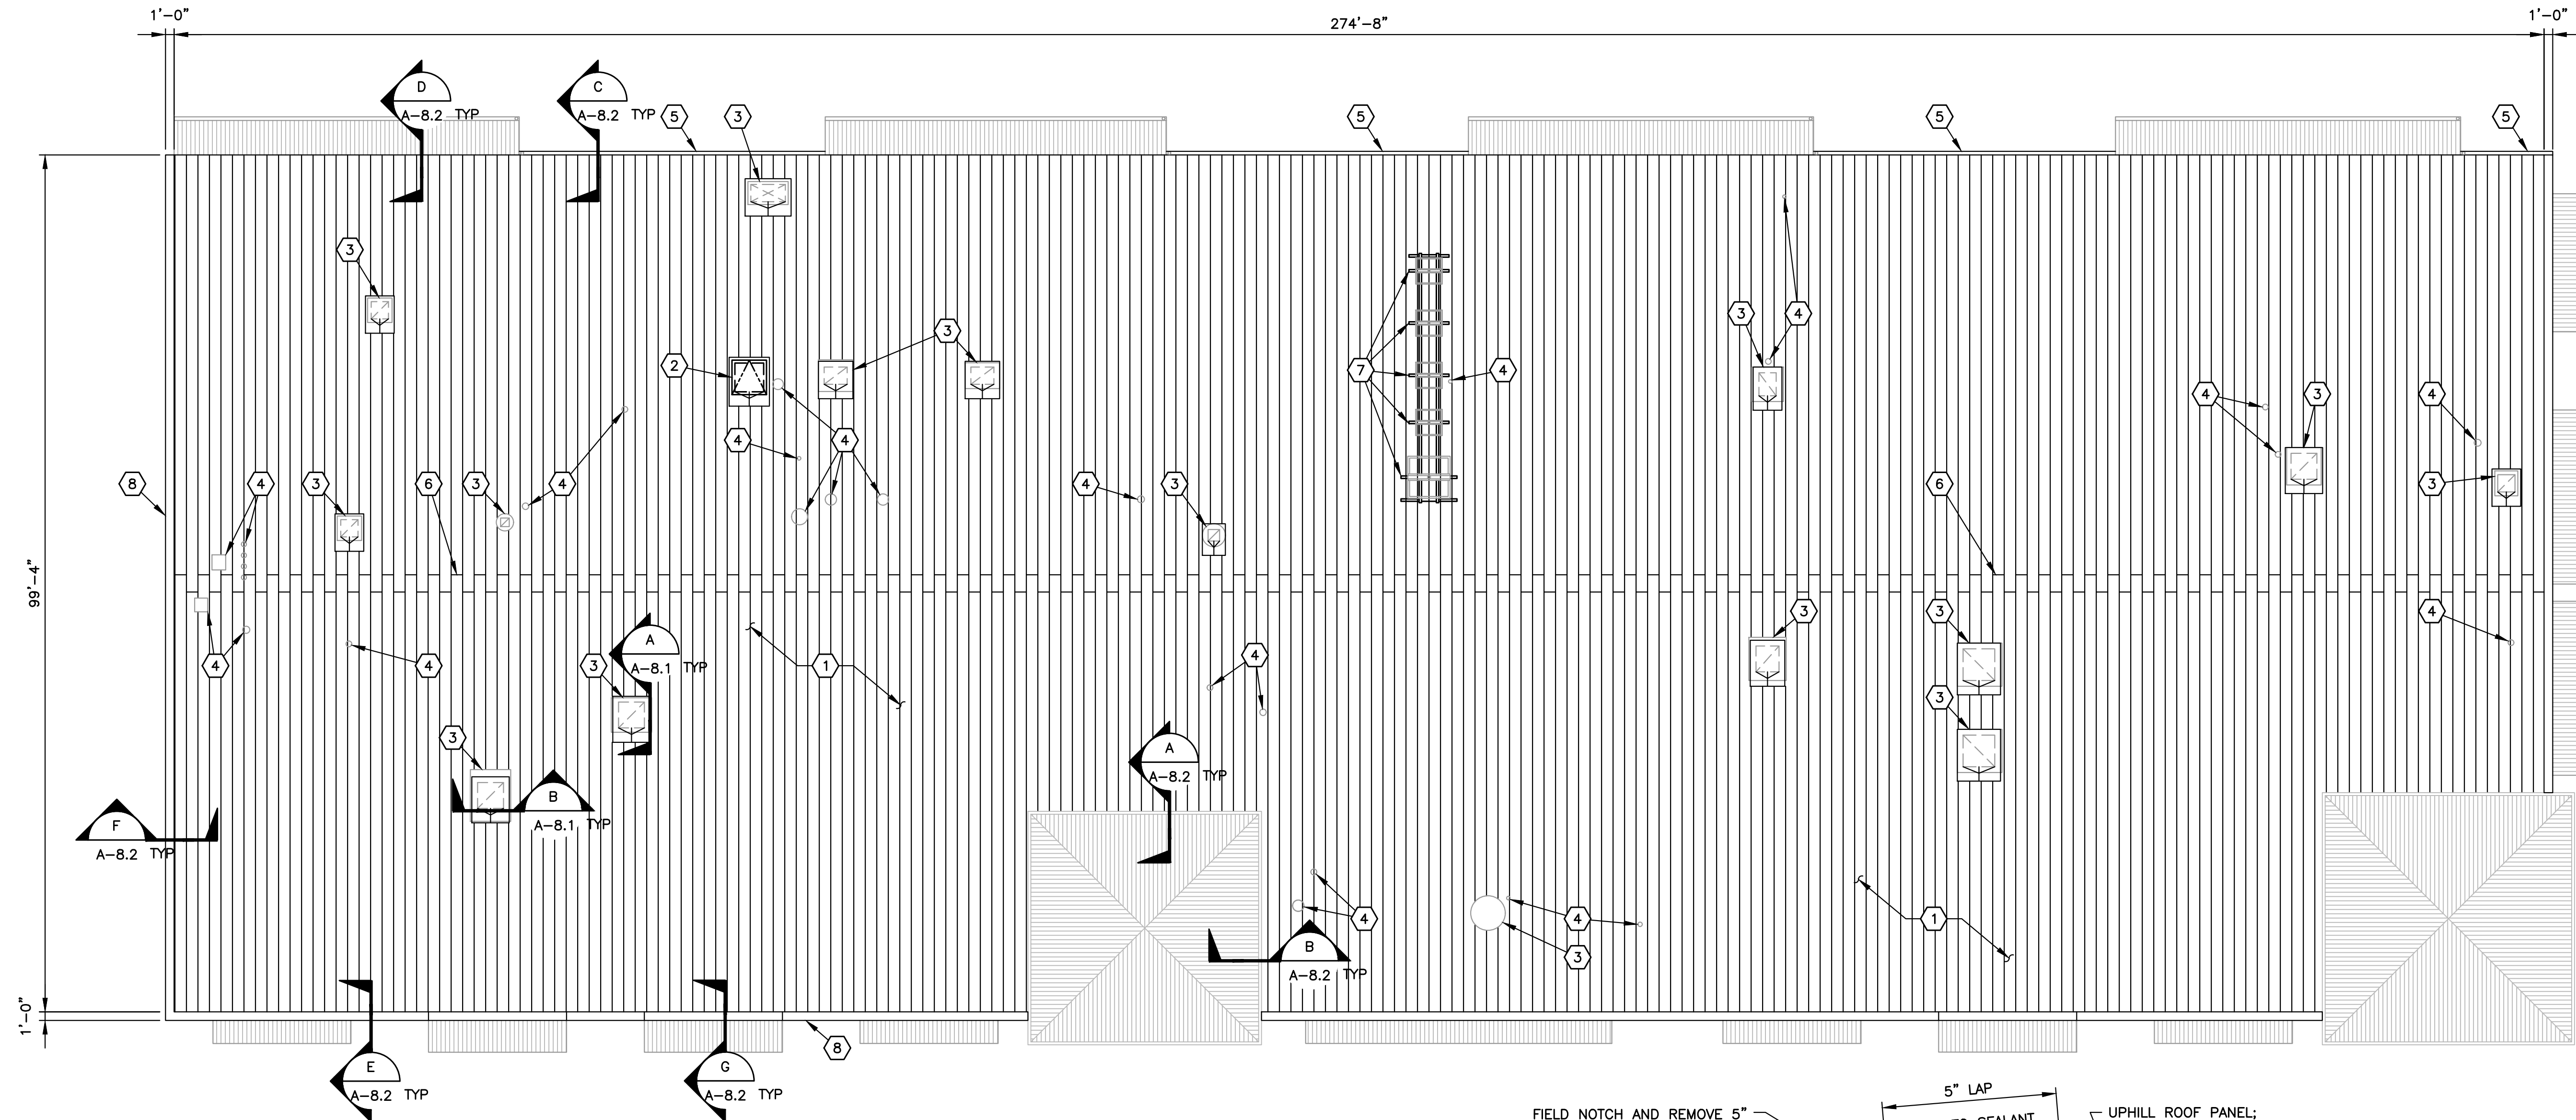 1'-0" 274'-8" 1'-0"
D C
A-8.2 TYP A-8.2 TYP 5 3 5 5 5
3
3 3 4
2 7 4
4 3 4
4 4
8 4 3 6 3 4 4 3 6 3
99'-4"
3 3 4
A
4 4 3 A-8.1 TYP 1 4
3
3 A
A-8.2 TYP
B
F A-8.1 TYP
A-8.2 TYP
4 4 1
B
3
A-8.2 TYP
1'-0"
8
E G
A-8.2 TYP A-8.2 TYP
5" LAP
FIELD NOTCH AND REMOVE 5"
UPHILL ROOF PANEL;